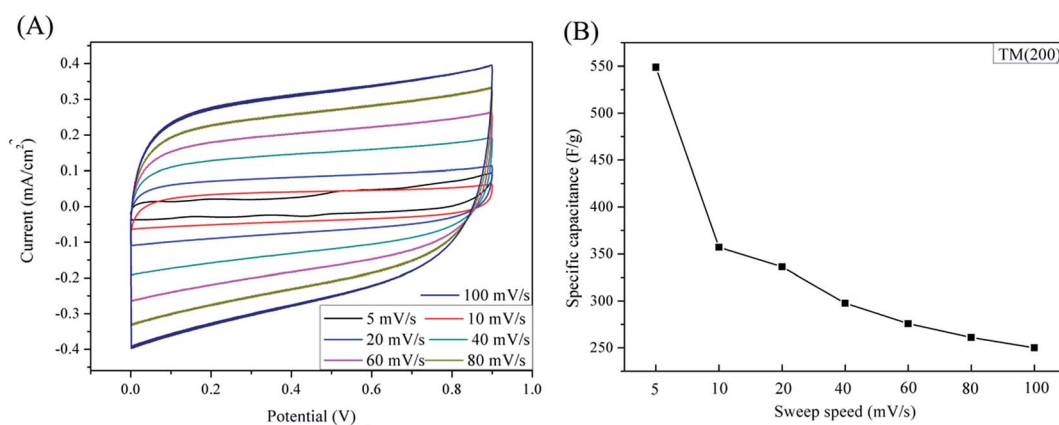 (A)
Current (mA/cm²)
0.4
0.3
0.2
0.1
0.0
-0.1
-0.2
-0.3
-0.4
100 mV/s
5 mV/s 10 mV/s
20 mV/s 40 mV/s
60 mV/s 80 mV/s
0.0 0.2 0.4 0.6 0.8 1.0
Potential (V)
(B)
TM(200)
Specific capacitance (F/g)
550
500
450
400
350
300
250
5 10 20 40 60 80 100
Sweep speed (mV/s)